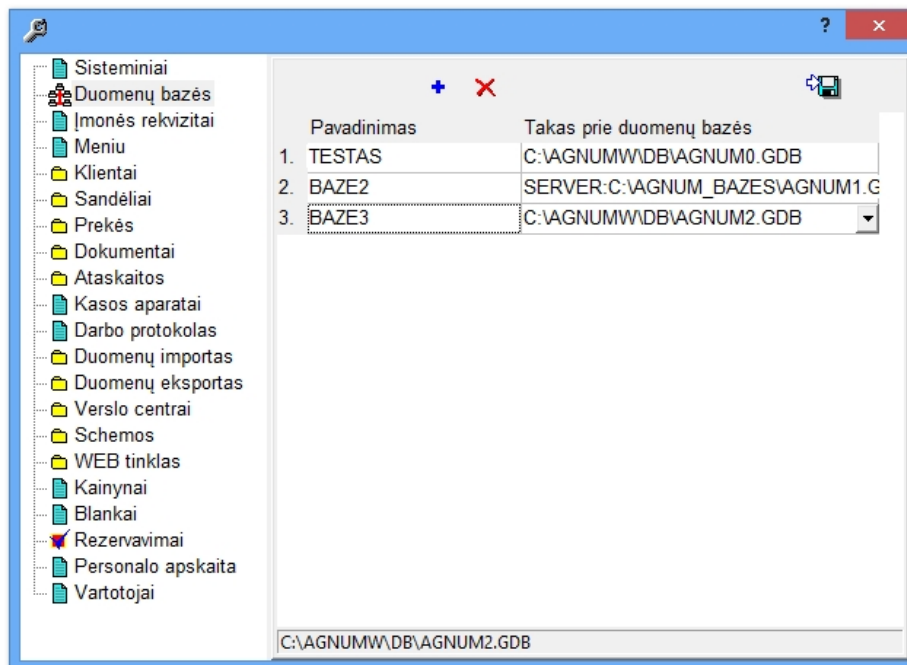 ?
Sisteminiai
Duomenų bazės
Įmonės rekvizitai
Meniu
Klientai
Sandėliai
Prekės
Dokumentai
Ataskaitos
Kasos aparatai
Darbo protokolas
Duomenų importas
Duomenų eksportas
Verslo centrai
Schemos
WEB tinklas
Kainynai
Blankai
Rezervavimai
Personalo apskaita
Vartotojai
Pavadinimas Takas prie duomenų bazės
1. TESTAS C:\AGNUMW\DB\AGNUM0.GDB
2. BAZE2 SERVER:C:\AGNUM_BAZES\AGNUM1.G
3. BAZE3 C:\AGNUMW\DB\AGNUM2.GDB
C:\AGNUMW\DB\AGNUM2.GDB